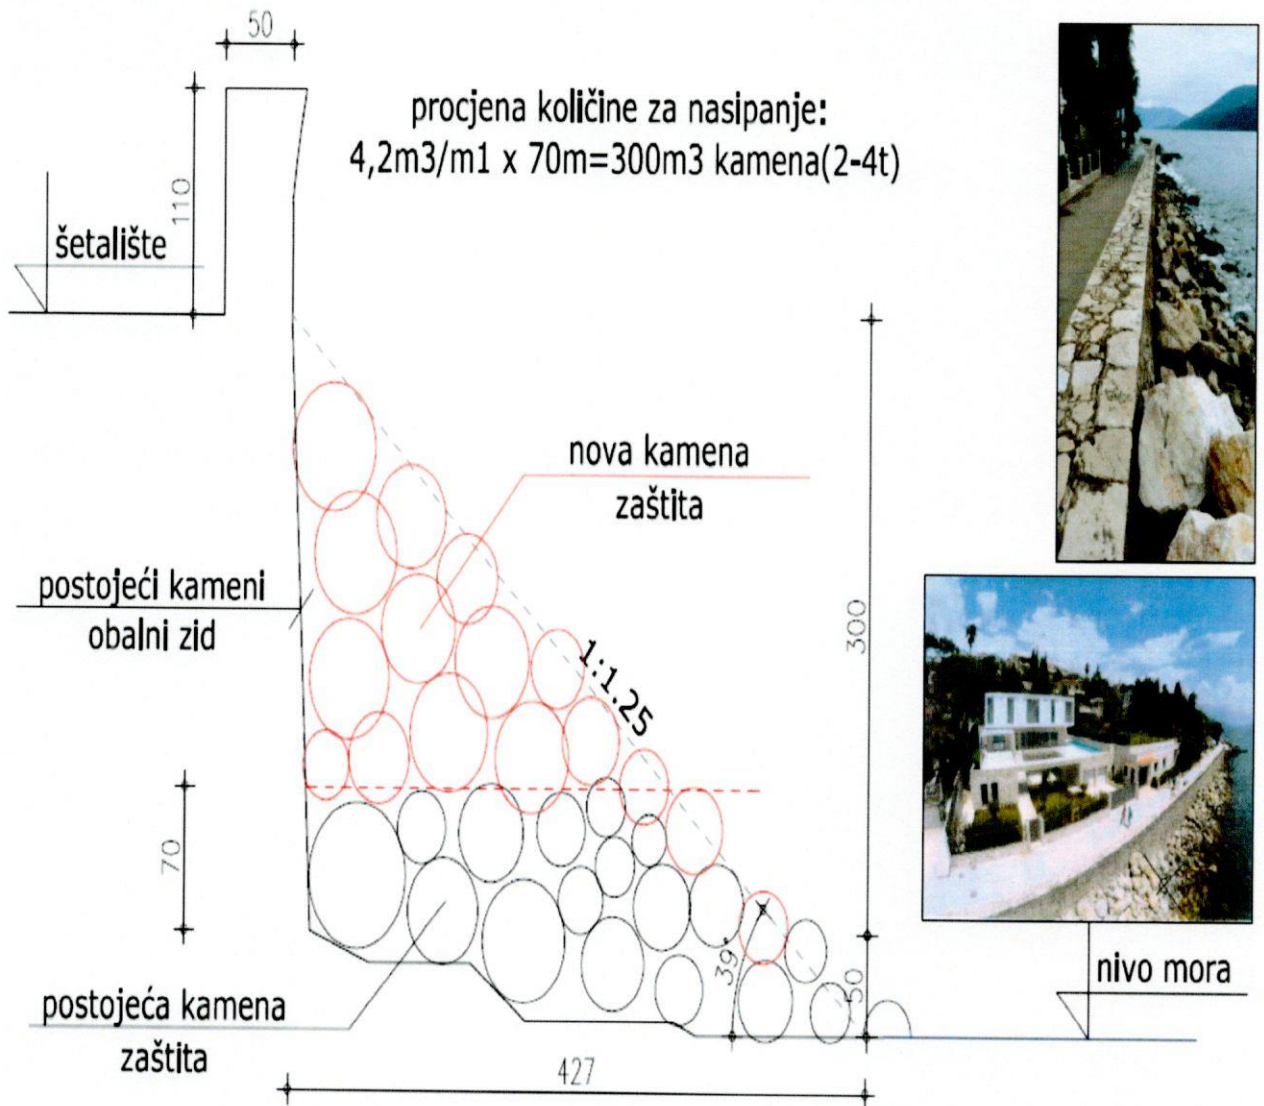 50
procjena količine za nasipanje:
4,2m3/m1 x 70m=300m3 kamena(2-4t)
110
šetalište
nova kamena
zaštita
postojeći kameni
obalni zid
1:1.25
300
70
39°
50
nivo mora
postojeća kamena
zaštita
427